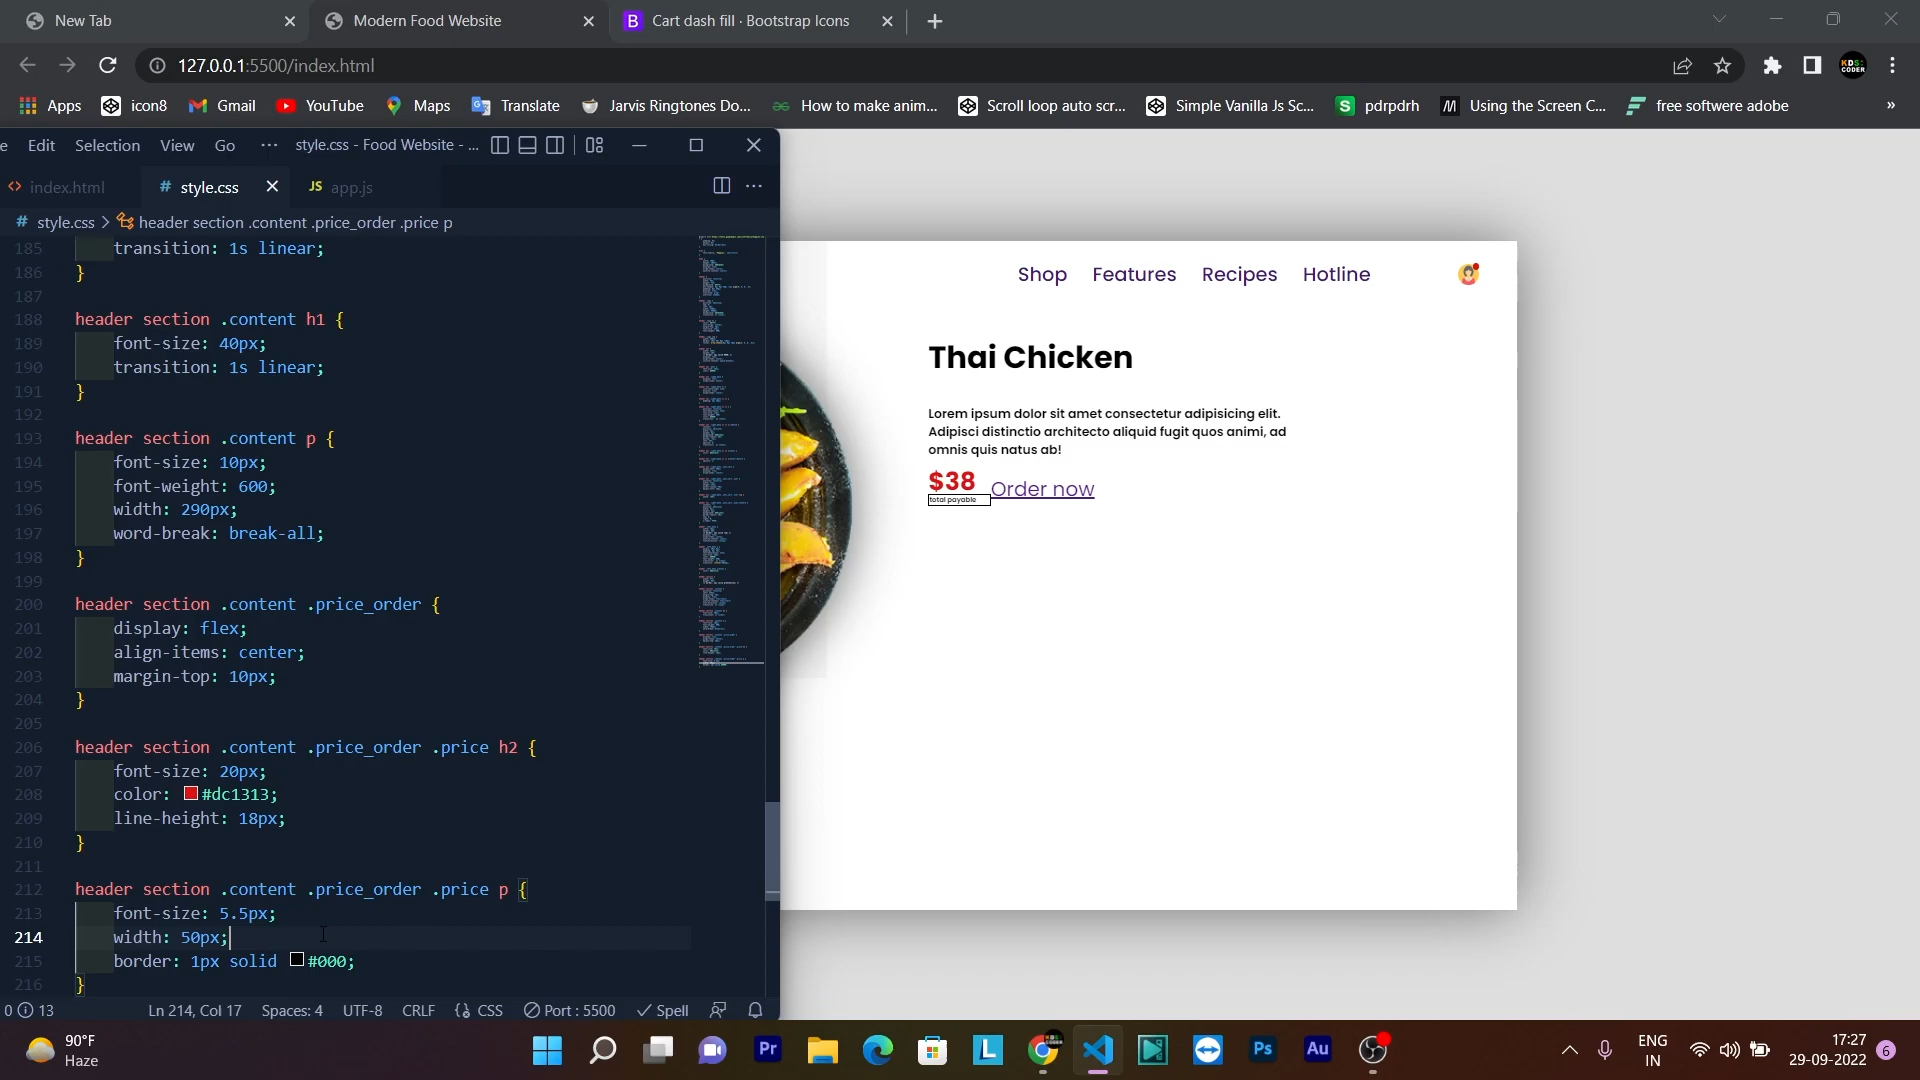 New Tab
Modern Food Website
Cart dash fill · Bootstrap Icons
127.0.0.1:5500/index.html
Apps
icon8
Gmail
YouTube
Maps
Translate
Jarvis Ringtones Do...
How to make anim...
Scroll loop auto scr...
Simple Vanilla Js Sc...
pdrpdrh
Using the Screen C...
free softwere adobe
»
e Edit Selection View Go ··· style.css - Food Website - ...
index.html
# style.css
JS app.js
# style.css > header section .content .price_order .price p
185 transition: 1s linear;
186 }
187
188 header section .content h1 {
189 font-size: 40px;
190 transition: 1s linear;
191 }
192
193 header section .content p {
194 font-size: 10px;
195 font-weight: 600;
196 width: 290px;
197 word-break: break-all;
198 }
199
200 header section .content .price_order {
201 display: flex;
202 align-items: center;
203 margin-top: 10px;
204 }
205
206 header section .content .price_order .price h2 {
207 font-size: 20px;
208 color: #dc1313;
209 line-height: 18px;
210 }
211
212 header section .content .price_order .price p {
213 font-size: 5.5px;
214 width: 50px;
215 border: 1px solid #000;
216 }
0 13 Ln 214, Col 17 Spaces: 4 UTF-8 CRLF {} CSS Port : 5500 Spell
Shop Features Recipes Hotline
Thai Chicken
Lorem ipsum dolor sit amet consectetur adipisicing elit.
Adipisci distinctio architecto aliquid fugit quos animi, ad
omnis quis natus ab!
$38
total payable
Order now
90°F
Haze
Pr
L
Ps
Au
ENG
IN
17:27
29-09-2022
6